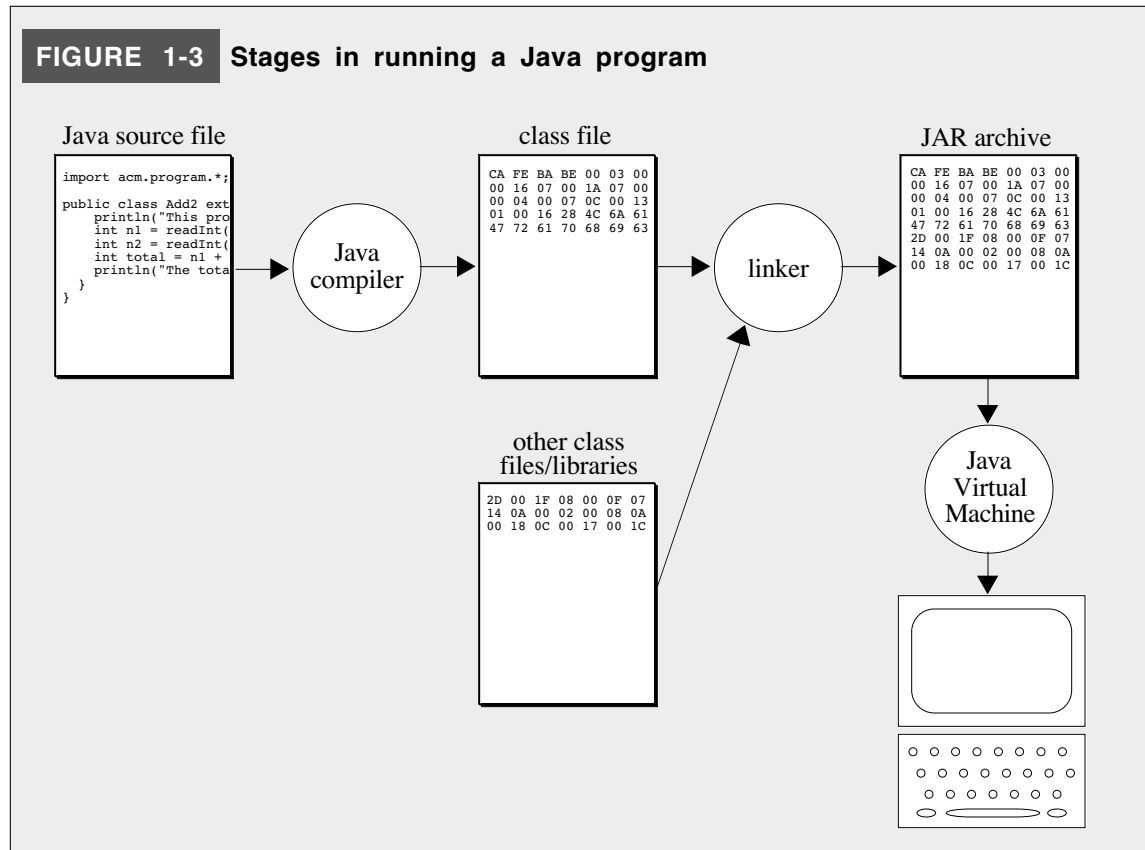 FIGURE 1-3 Stages in running a Java program
Java source file
import acm.program.*;
public class Add2 ext
println("This pro
int n1 = readInt(
int n2 = readInt(
int total = n1 +
println("The tota
}
}
Java
compiler
class file
CA FE BA BE 00 03 00
00 16 07 00 1A 07 00
00 04 00 07 0C 00 13
01 00 16 28 4C 6A 61
47 72 61 70 68 69 63
other class
files/libraries
2D 00 1F 08 00 0F 07
14 0A 00 02 00 08 0A
00 18 0C 00 17 00 1C
linker
JAR archive
CA FE BA BE 00 03 00
00 16 07 00 1A 07 00
00 04 00 07 0C 00 13
01 00 16 28 4C 6A 61
47 72 61 70 68 69 63
2D 00 1F 08 00 0F 07
14 0A 00 02 00 08 0A
00 18 0C 00 17 00 1C
Java
Virtual
Machine